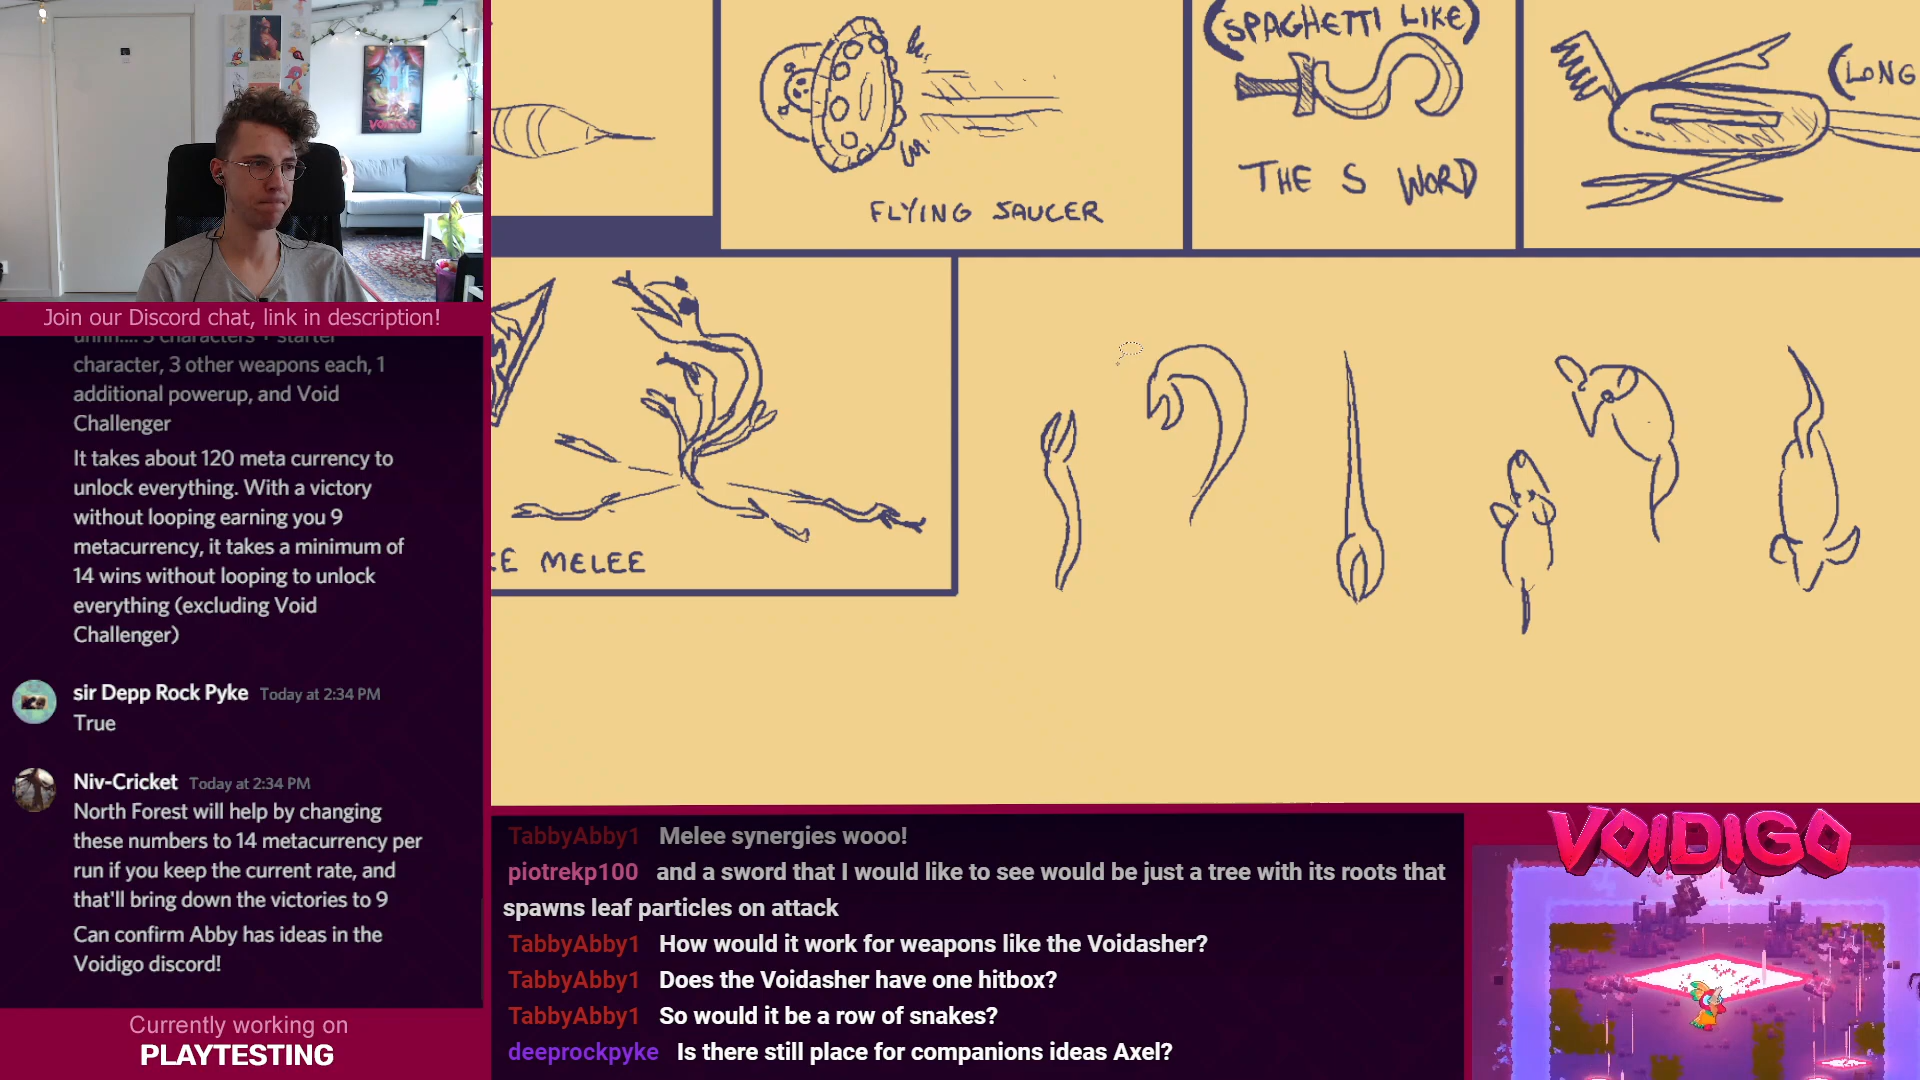 (SPAGHETTI LIKE)
THE S WORD
(LONG
FLYING SAUCER
MELEE
VOIDIGO
Join our Discord chat, link in description!
character, 3 other weapons each, 1
additional powerup, and Void
Challenger
It takes about 120 meta currency to
unlock everything. With a victory
without looping earning you 9
metacurrency, it takes a minimum of
14 wins without looping to unlock
everything (excluding Void
Challenger)
sir Depp Rock Pyke Today at 2:34 PM
True
Niv-Cricket Today at 2:34 PM
North Forest will help by changing
these numbers to 14 metacurrency per
run if you keep the current rate, and
that'll bring down the victories to 9
Can confirm Abby has ideas in the
Voidigo discord!
Currently working on
PLAYTESTING
TabbyAbby1 Melee synergies wooo!
piotrekp100 and a sword that I would like to see would be just a tree with its roots that
spawns leaf particles on attack
TabbyAbby1 How would it work for weapons like the Voidasher?
TabbyAbby1 Does the Voidasher have one hitbox?
TabbyAbby1 So would it be a row of snakes?
deeprockpyke Is there still place for companions ideas Axel?
VOIDIGO